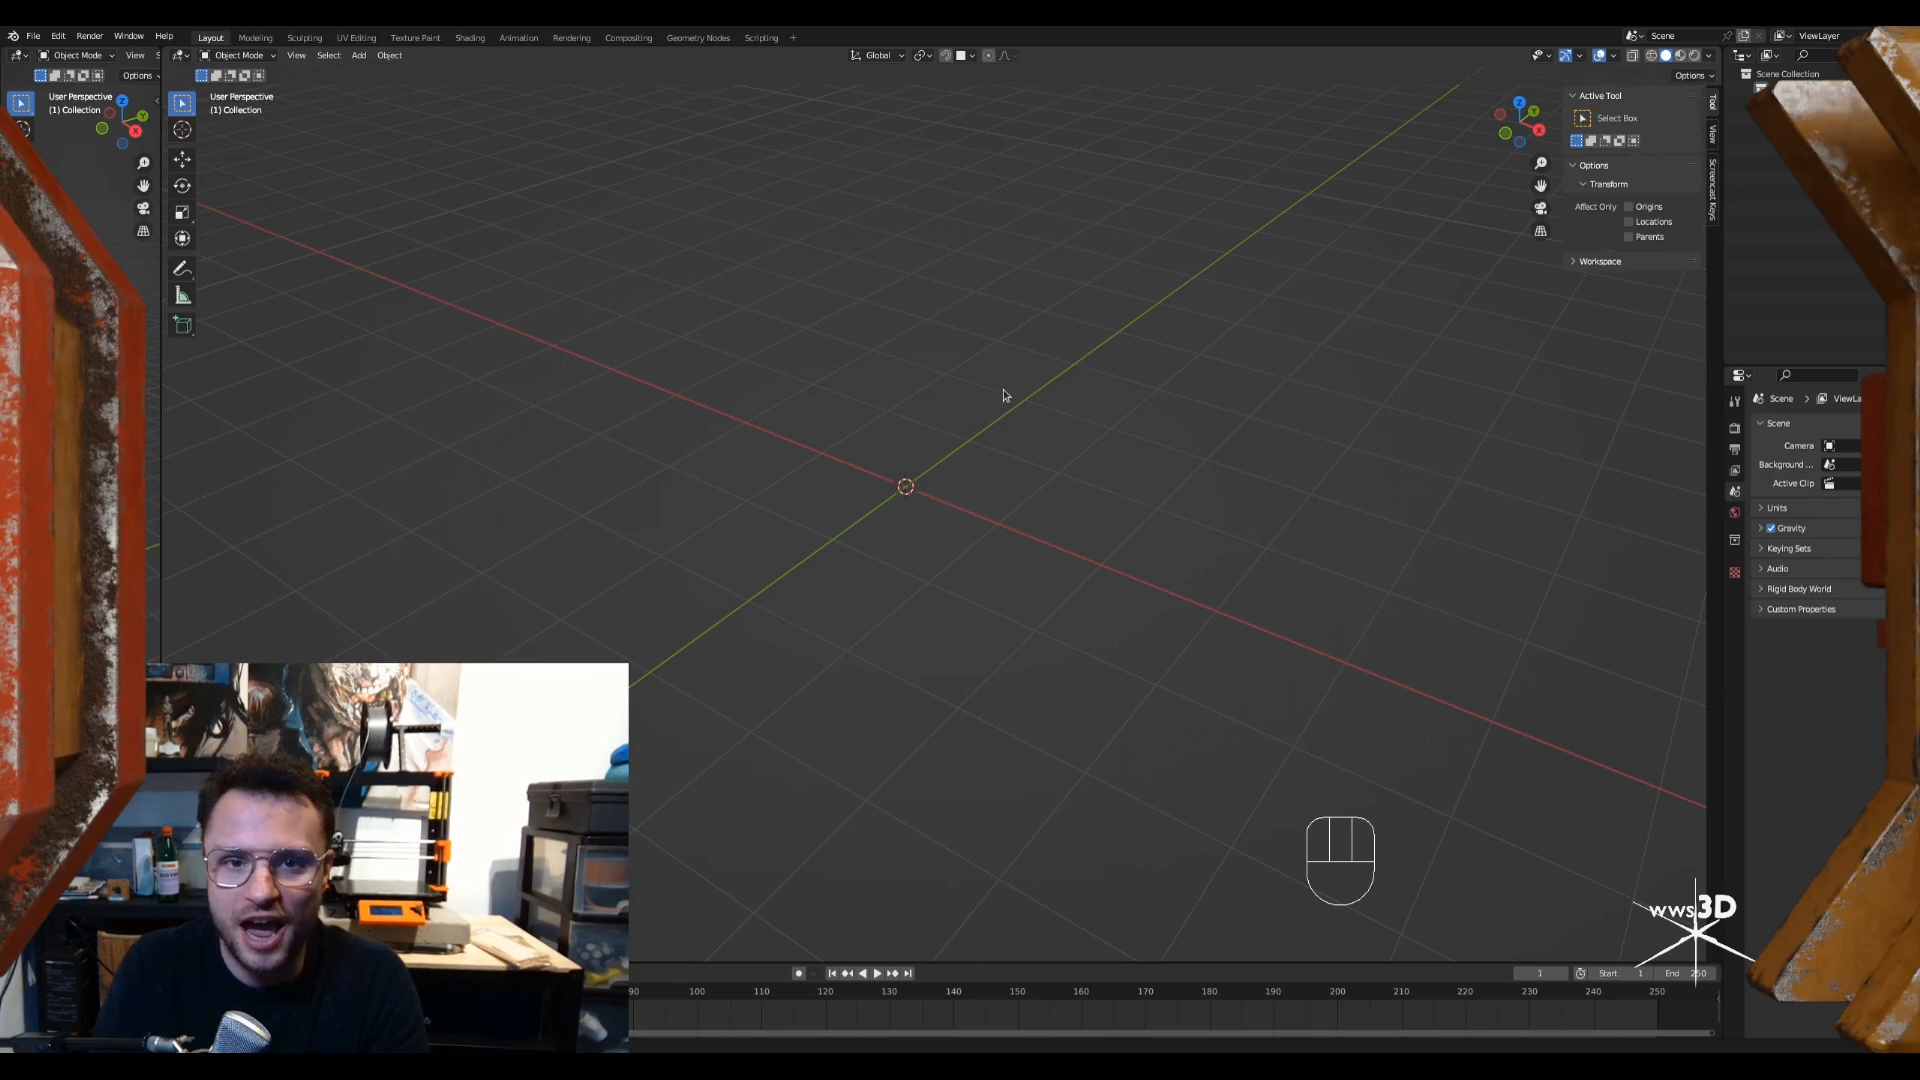 File Edit Render Window Help Layout Modeling Sculpting UV Editing Texture Paint Shading Animation Rendering Compositing Geometry Nodes Scripting + Scene ViewLayer
Object Mode View Object Mode View Select Add Object Global
Options Options
Scene Collection
User Perspective
(1) Collection
User Perspective
(1) Collection
Z
Y
X
Z
Y
X
Active Tool
Select Box
Options
Transform
Affect Only Origins
Locations
Parents
Workspace
Tool
View
Screencast Keys
Scene > ViewLa
Scene
Camera
Background ...
Active Clip
Units
Gravity
Keying Sets
Audio
Rigid Body World
Custom Properties
wws3D
1 Start 1 End 250
90 100 110 120 130 140 150 160 170 180 190 200 210 220 230 240 250